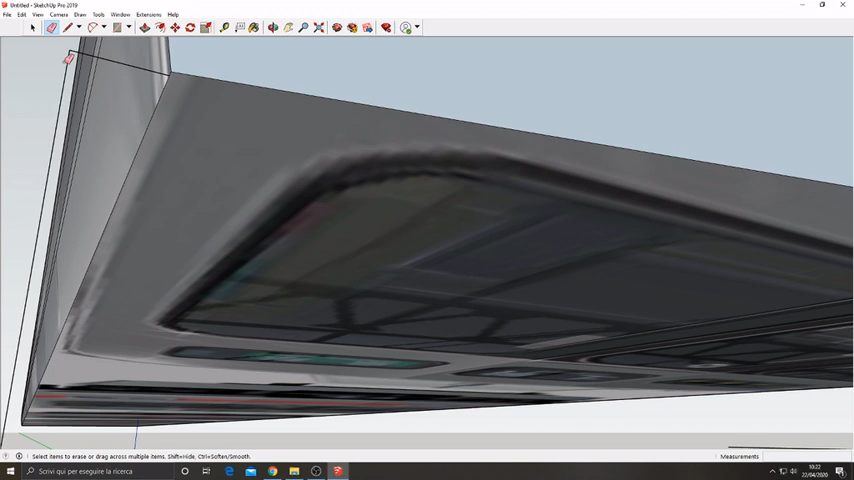 Untitled - SketchUp Pro 2019
File Edit View Camera Draw Tools Window Extensions Help
Select items to erase or drag across multiple items. Shift=Hide, Ctrl=Soften/Smooth.
Measurements
Scrivi qui per eseguire la ricerca
10:22
22/04/2020